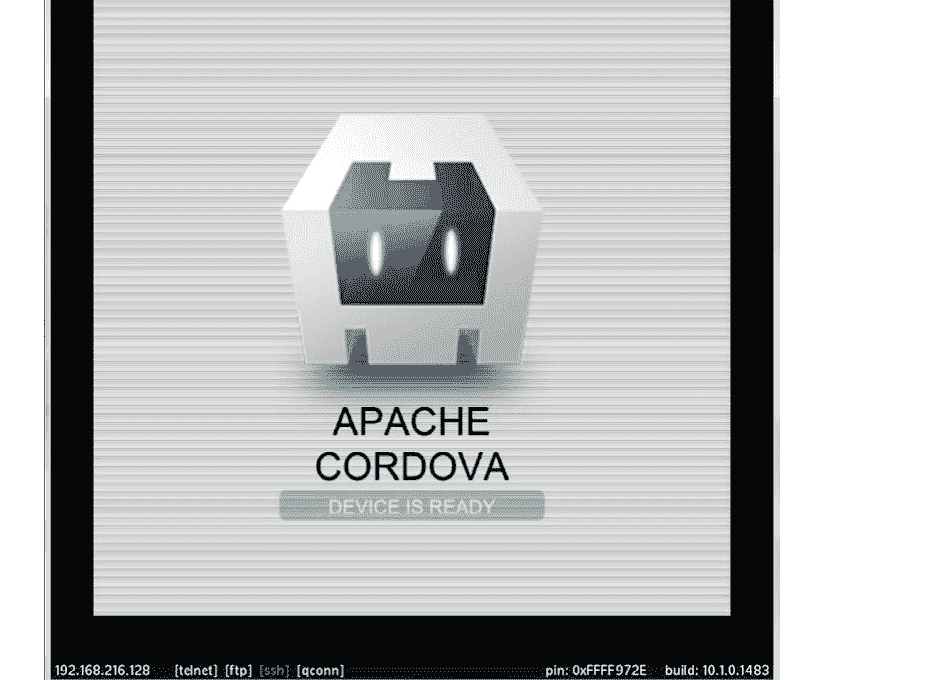 APACHE
CORDOVA
DEVICE IS READY
192.168.216.128 [telnet] [ftp] [ssh] [qconn] pin: 0xFFFF972E build: 10.1.0.1483